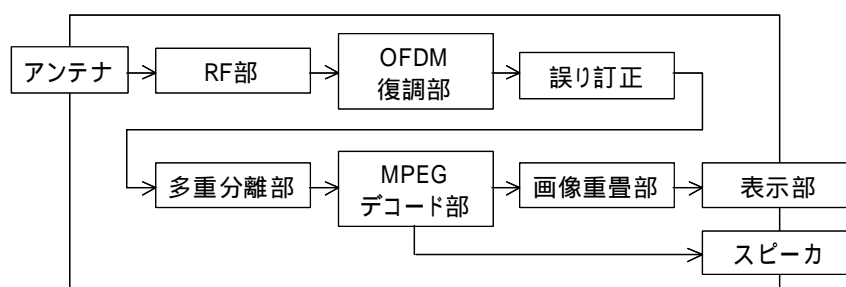 アンテナ
RF部
OFDM
復調部
誤り訂正
多重分離部
MPEG
デコード部
画像重畳部
表示部
スピーカ